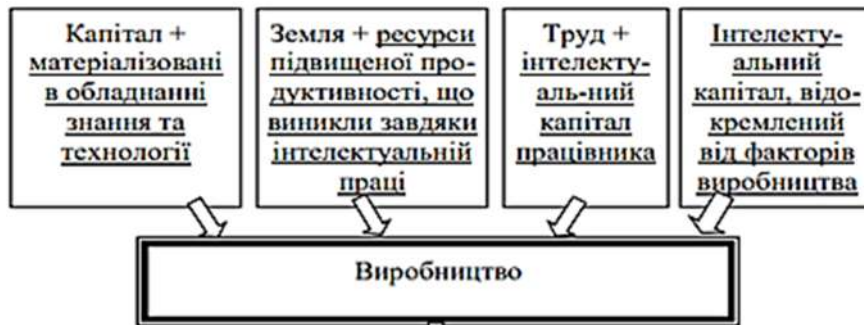 Капітал +
матеріалізовані
в обладнанні
знання та
технології
Земля + ресурси
підвищеної про-
дуктивності, що
виникли завдяки
інтелектуальній
праці
Труд +
інтелекту-
аль-ний
капітал
працівника
Інтелекту-
альний
капітал, відо-
кремлений
від факторів
виробництва
Виробництво